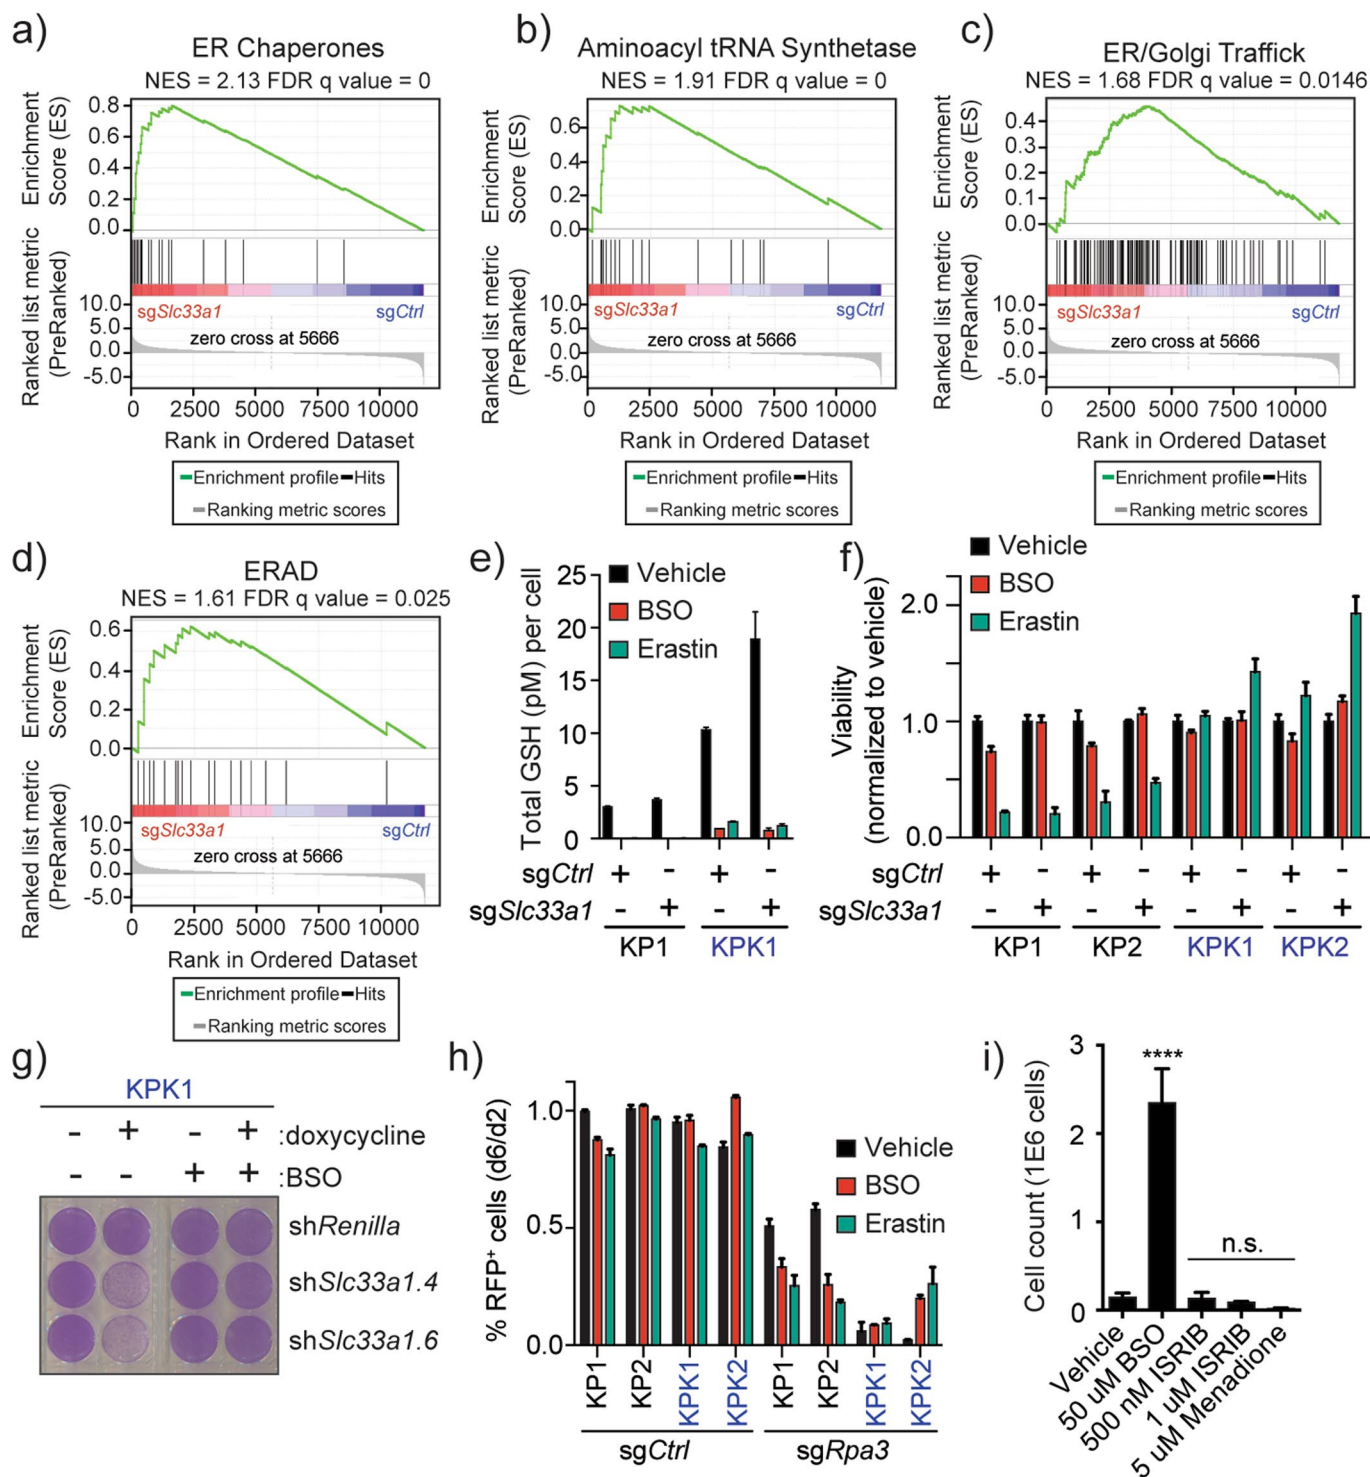 a)
ER Chaperones
NES = 2.13 FDR q value = 0
Enrichment
Score (ES)
0.8
0.6
0.4
0.2
0.0
Ranked list metric
(PreRanked)
sgSlc33a1
sgCtrl
10.0
5.0
0.0
-5.0
zero cross at 5666
0 2500 5000 7500 10000
Rank in Ordered Dataset
Enrichment profile Hits
Ranking metric scores
b)
Aminoacyl tRNA Synthetase
NES = 1.91 FDR q value = 0
Enrichment
Score (ES)
0.6
0.4
0.2
0.0
Ranked list metric
(PreRanked)
sgSlc33a1
sgCtrl
10.0
5.0
0.0
-5.0
zero cross at 5666
0 2500 5000 7500 10000
Rank in Ordered Dataset
Enrichment profile Hits
Ranking metric scores
c)
ER/Golgi Traffick
NES = 1.68 FDR q value = 0.0146
Enrichment
Score (ES)
0.4
0.3
0.2
0.1
0.0
Ranked list metric
(PreRanked)
sgSlc33a1
sgCtrl
10.0
5.0
0.0
-5.0
zero cross at 5666
0 2500 5000 7500 10000
Rank in Ordered Dataset
Enrichment profile Hits
Ranking metric scores
d)
ERAD
NES = 1.61 FDR q value = 0.025
Enrichment
Score (ES)
0.6
0.4
0.2
0.0
Ranked list metric
(PreRanked)
sgSlc33a1
sgCtrl
10.0
5.0
0.0
-5.0
zero cross at 5666
0 2500 5000 7500 10000
Rank in Ordered Dataset
Enrichment profile Hits
Ranking metric scores
e)
Vehicle
BSO
Erastin
Total GSH (pM) per cell
25
20
15
10
5
0
sgCtrl + - + -
sgSlc33a1 - + - +
KP1 KPK1
f)
Vehicle
BSO
Erastin
Viability
(normalized to vehicle)
2.0
1.0
0.0
sgCtrl + - + - + - + -
sgSlc33a1 - + - + - + - +
KP1 KP2 KPK1 KPK2
g)
KPK1
- + - + :doxycycline
- - + + :BSO
shRenilla
shSlc33a1.4
shSlc33a1.6
h)
Vehicle
BSO
Erastin
% RFP⁺ cells (d6/d2)
1.0
0.5
0.0
KP1 KP2 KPK1 KPK2 KP1 KP2 KPK1 KPK2
sgCtrl sgRpa3
i)
Cell count (1E6 cells)
3
2
1
0
****
n.s.
Vehicle
50 uM BSO
500 nM ISRIB
1 uM ISRIB
5 uM Menadione